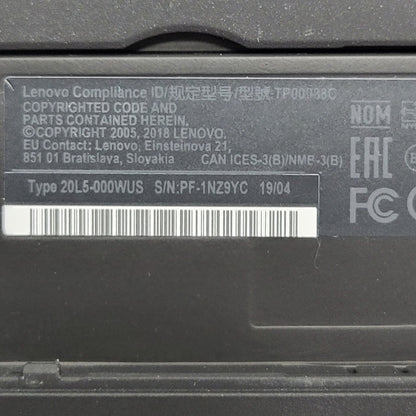 Lenovo Compliance ID/规定型号/型號:
COPYRIGHTED CODE AND
PARTS CONTAINED HEREIN.
©COPYRIGHT 2005, 2018 LENOVO.
EU Contact: Lenovo, Einsteinova 21,
851 01 Bratislava, Slovakia CAN ICES-3(B)/NMB-3(B)
NOM
EAC
FC
Type 20L5-000WUS S/N:PF-1NZ9YC 19/04